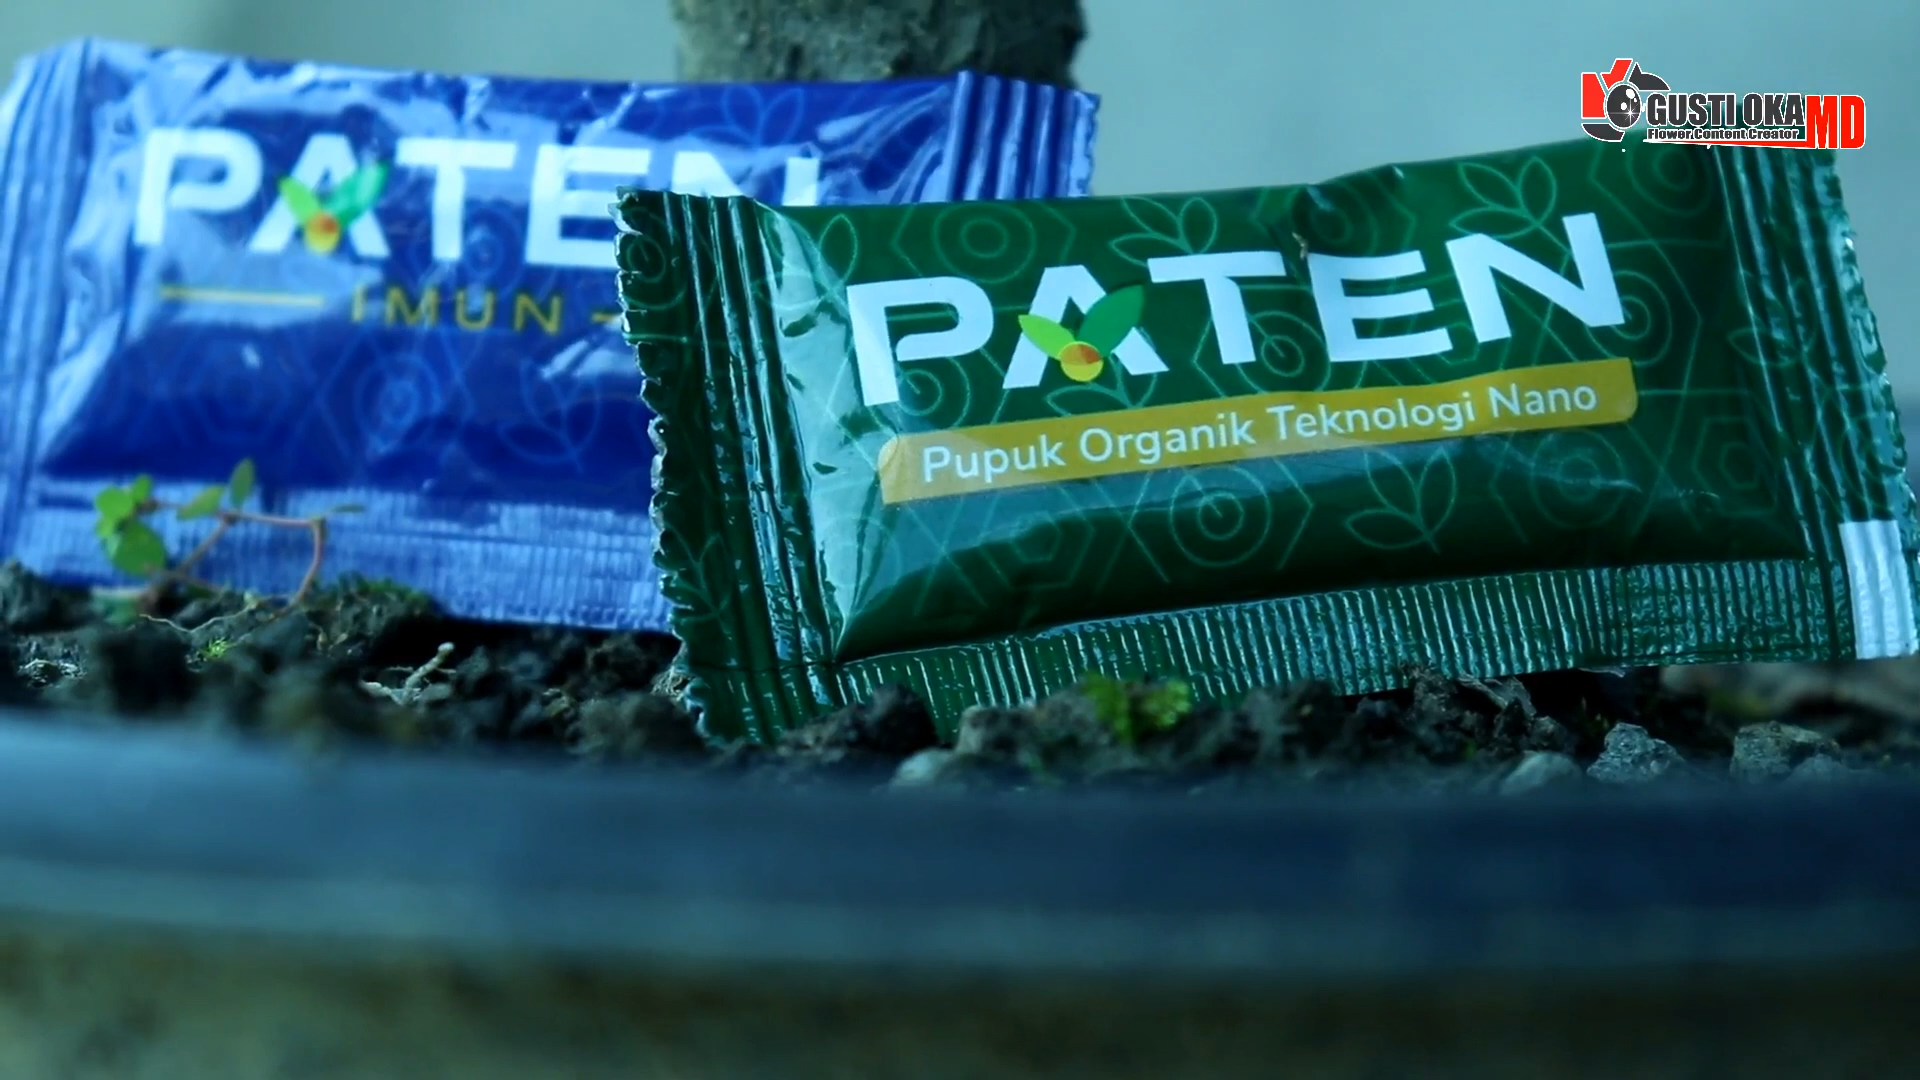 PATEN
IMUN
PATEN
Pupuk Organik Teknologi Nano
GUSTI OKA MD
Flower Content Creator